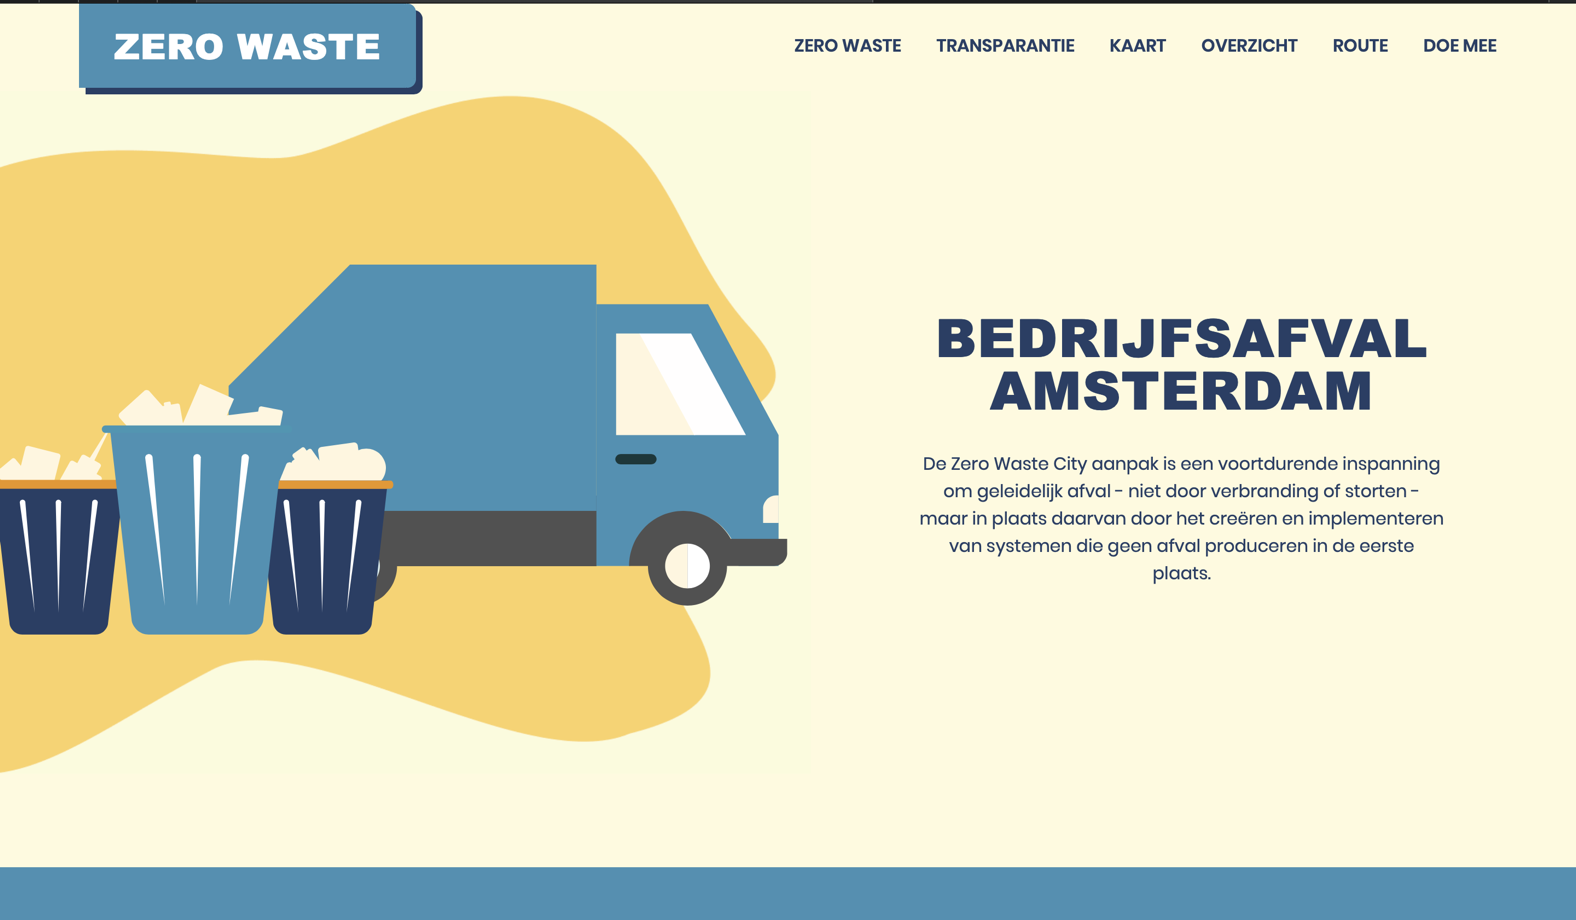 ZERO WASTE
ZERO WASTE TRANSPARANTIE KAART OVERZICHT ROUTE DOE MEE
BEDRIJFSAFVAL
AMSTERDAM
De Zero Waste City aanpak is een voortdurende inspanning
om geleidelijk afval - niet door verbranding of storten -
maar in plaats daarvan door het creëren en implementeren
van systemen die geen afval produceren in de eerste
plaats.